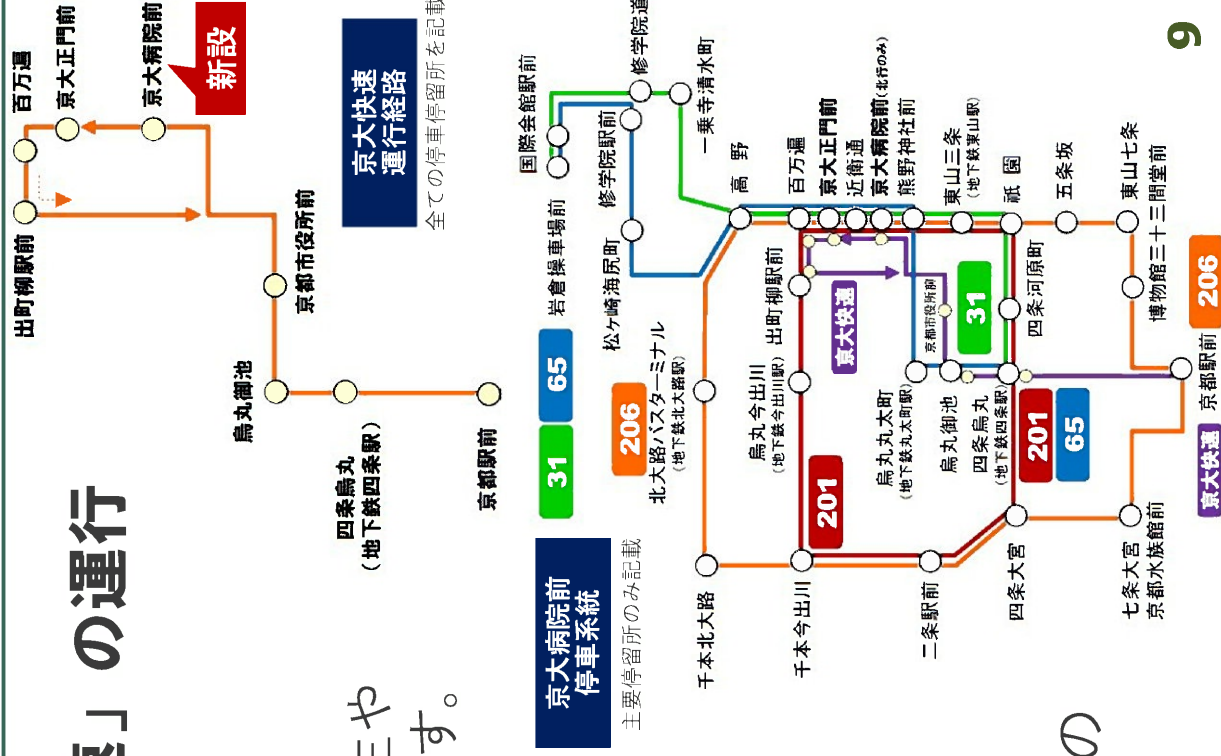 」の運行
や
す。
の
京大快速
運行経路
全ての停車停留所を記載
出町柳駅前
百万遍
京大正門前
京大病院前
新設
京都市役所前
烏丸御池
四条烏丸
(地下鉄四条駅)
京都駅前
京大病院前
停車系統
主要停留所のみ記載
31
65
岩倉操車場前
国際会館駅前
修学院道
一乗寺清水町
修学院駅前
松ヶ崎海尻町
206
北大路バスターミナル
(地下鉄北大路駅)
高野
百万遍
京大正門前
近衛通
京大病院前(北行のみ)
熊野神社前
東山三条
(地下鉄東山駅)
祇園
五条坂
東山七条
博物館三十三間堂前
206
京都駅前
京大快速
出町柳駅前
京大快速
京都市役所前
31
四条河原町
烏丸今出川
(地下鉄今出川駅)
烏丸丸太町
(地下鉄丸太町駅)
烏丸御池
四条烏丸
(地下鉄四条駅)
201
65
201
千本北大路
千本今出川
二条駅前
四条大宮
七条大宮
京都水族館前
9